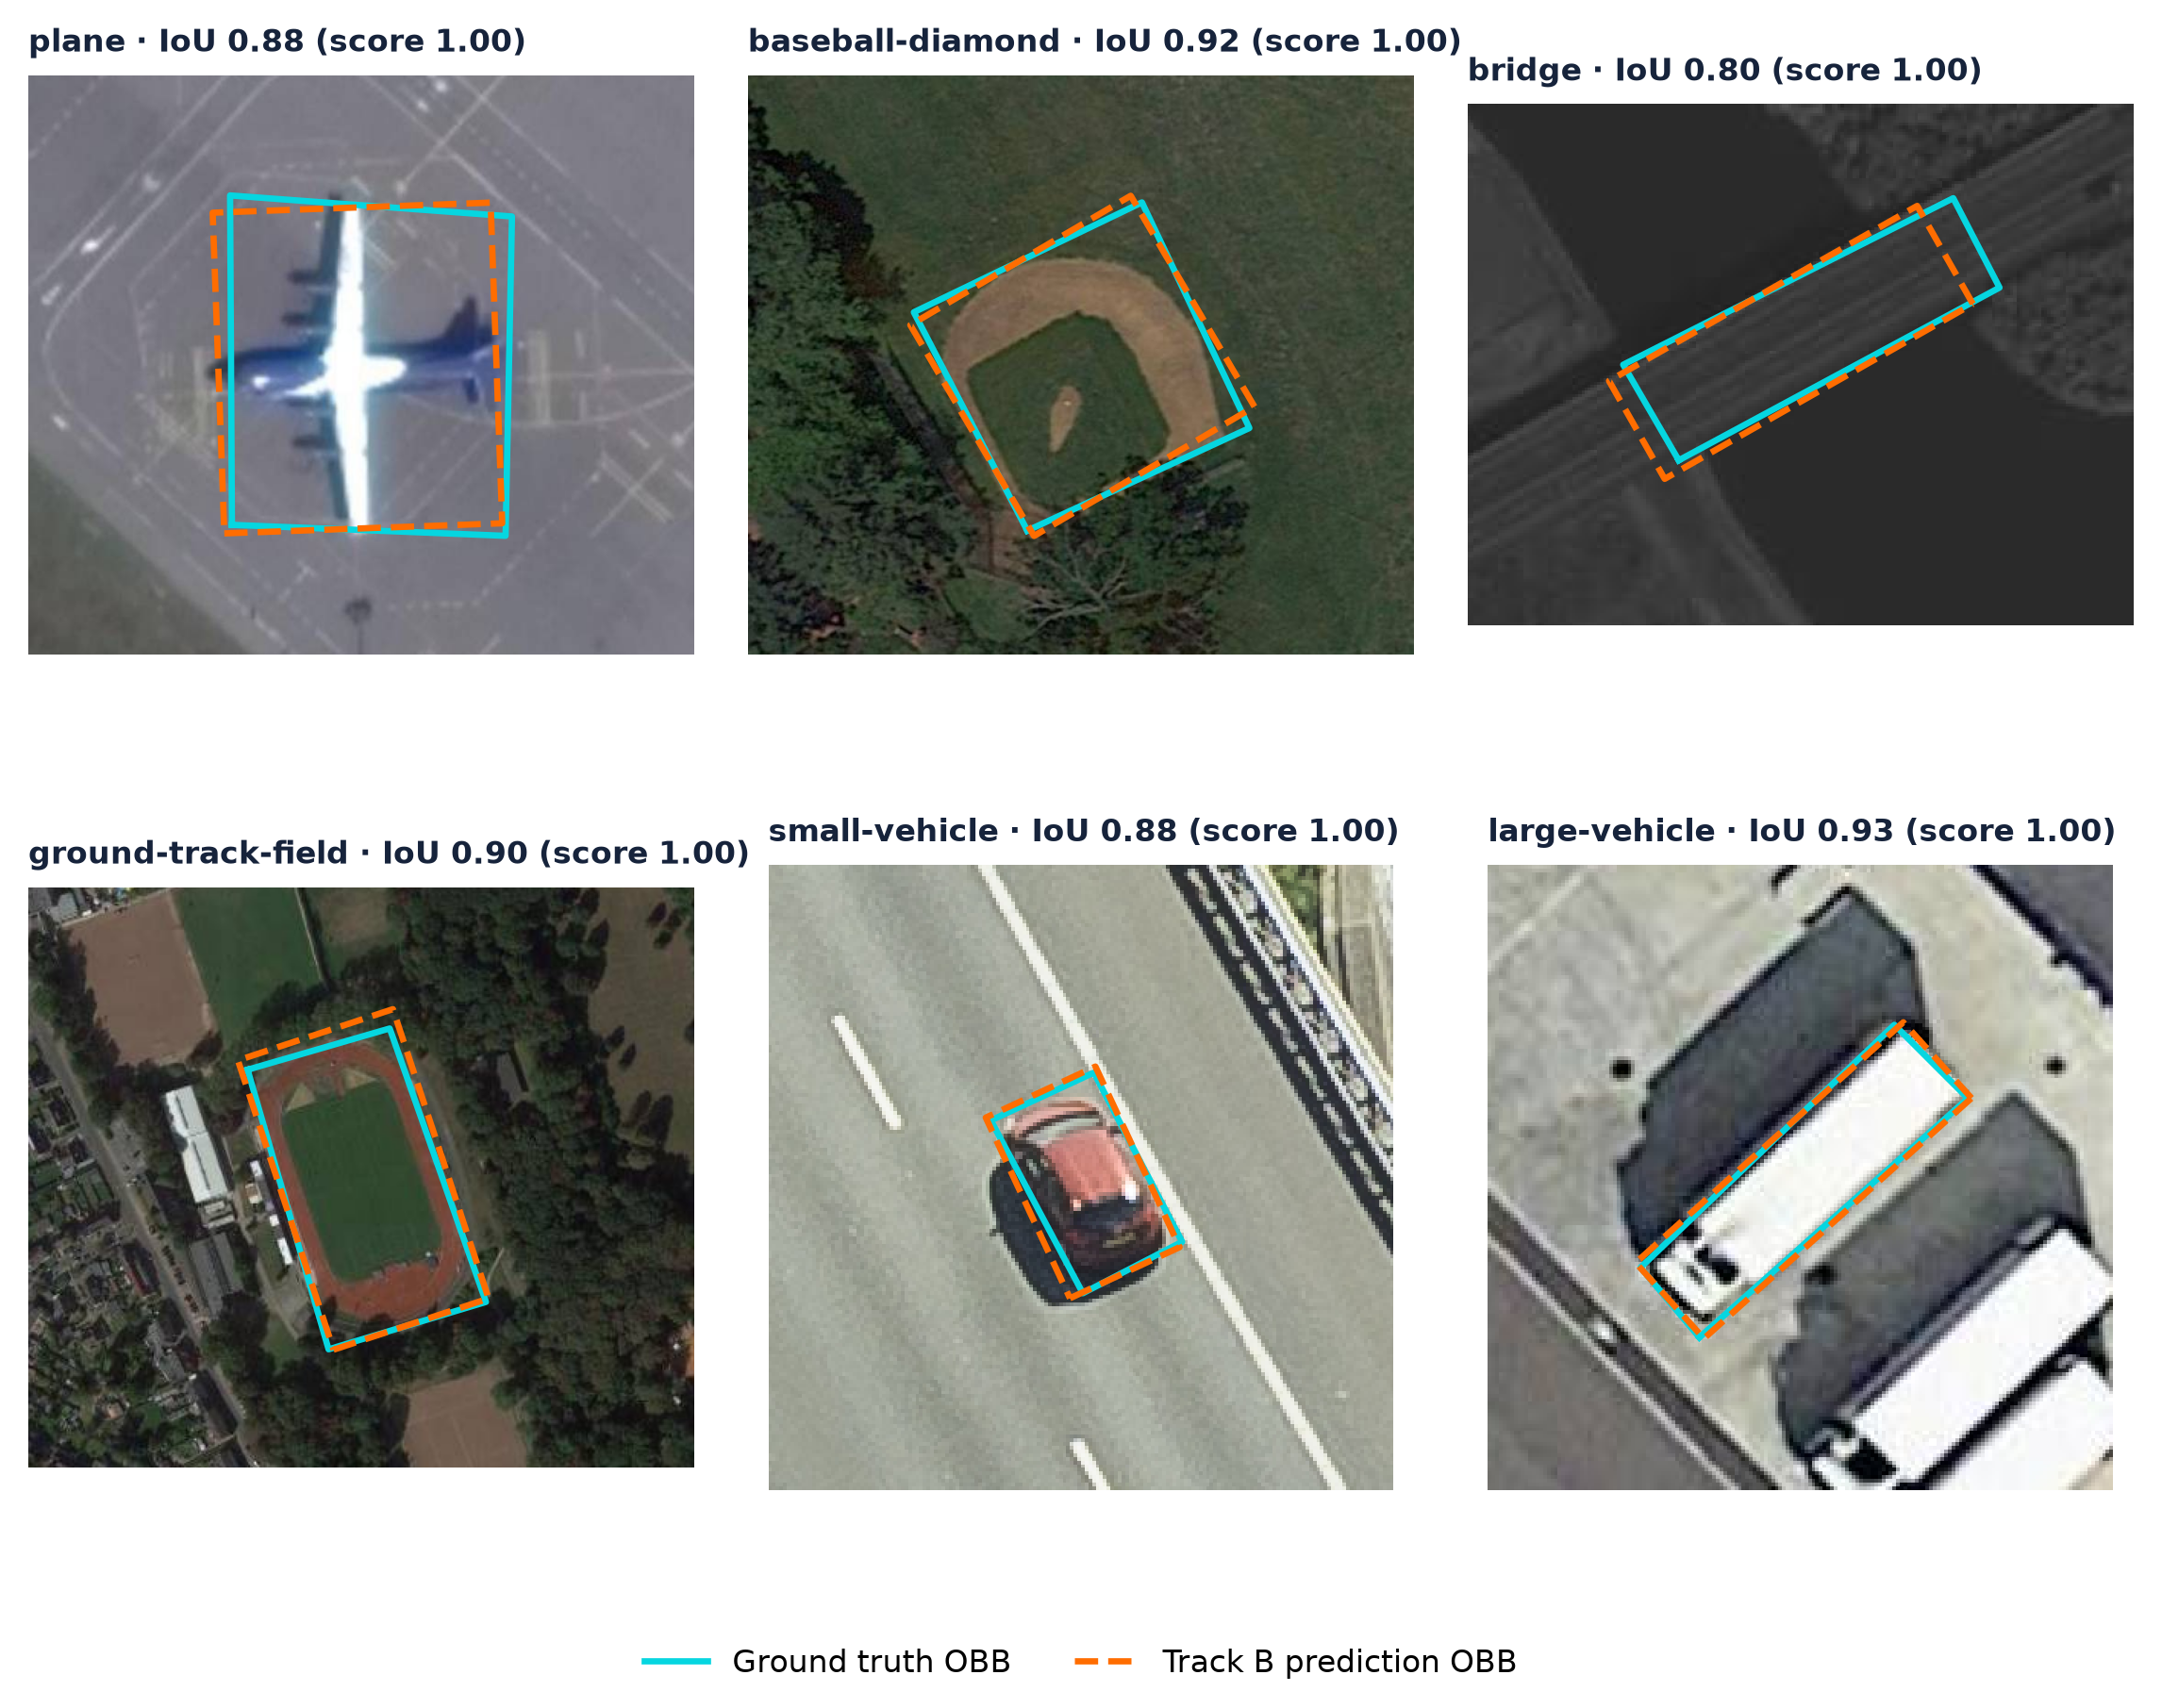 plane · IoU 0.88 (score 1.00)
baseball-diamond · IoU 0.92 (score 1.00)
bridge · IoU 0.80 (score 1.00)
ground-track-field · IoU 0.90 (score 1.00)
small-vehicle · IoU 0.88 (score 1.00)
large-vehicle · IoU 0.93 (score 1.00)
Ground truth OBB
Track B prediction OBB